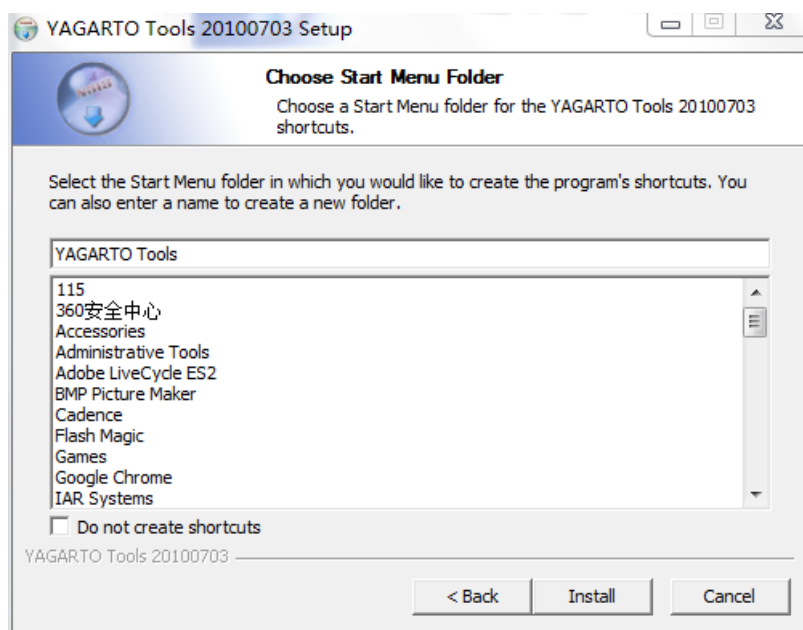 YAGARTO Tools 20100703 Setup
Choose Start Menu Folder
Choose a Start Menu folder for the YAGARTO Tools 20100703
shortcuts.
Select the Start Menu folder in which you would like to create the program's shortcuts. You
can also enter a name to create a new folder.
YAGARTO Tools
115
360安全中心
Accessories
Administrative Tools
Adobe LiveCycle ES2
BMP Picture Maker
Cadence
Flash Magic
Games
Google Chrome
IAR Systems
Do not create shortcuts
YAGARTO Tools 20100703
< Back
Install
Cancel